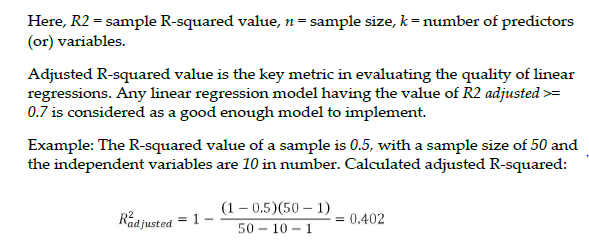 Here, R2 = sample R-squared value, n = sample size, k = number of predictors
(or) variables.
Adjusted R-squared value is the key metric in evaluating the quality of linear
regressions. Any linear regression model having the value of R2 adjusted >=
0.7 is considered as a good enough model to implement.
Example: The R-squared value of a sample is 0.5, with a sample size of 50 and
the independent variables are 10 in number. Calculated adjusted R-squared:
R²adjusted = 1 − (1 − 0.5)(50 − 1) / 50 − 10 − 1 = 0.402